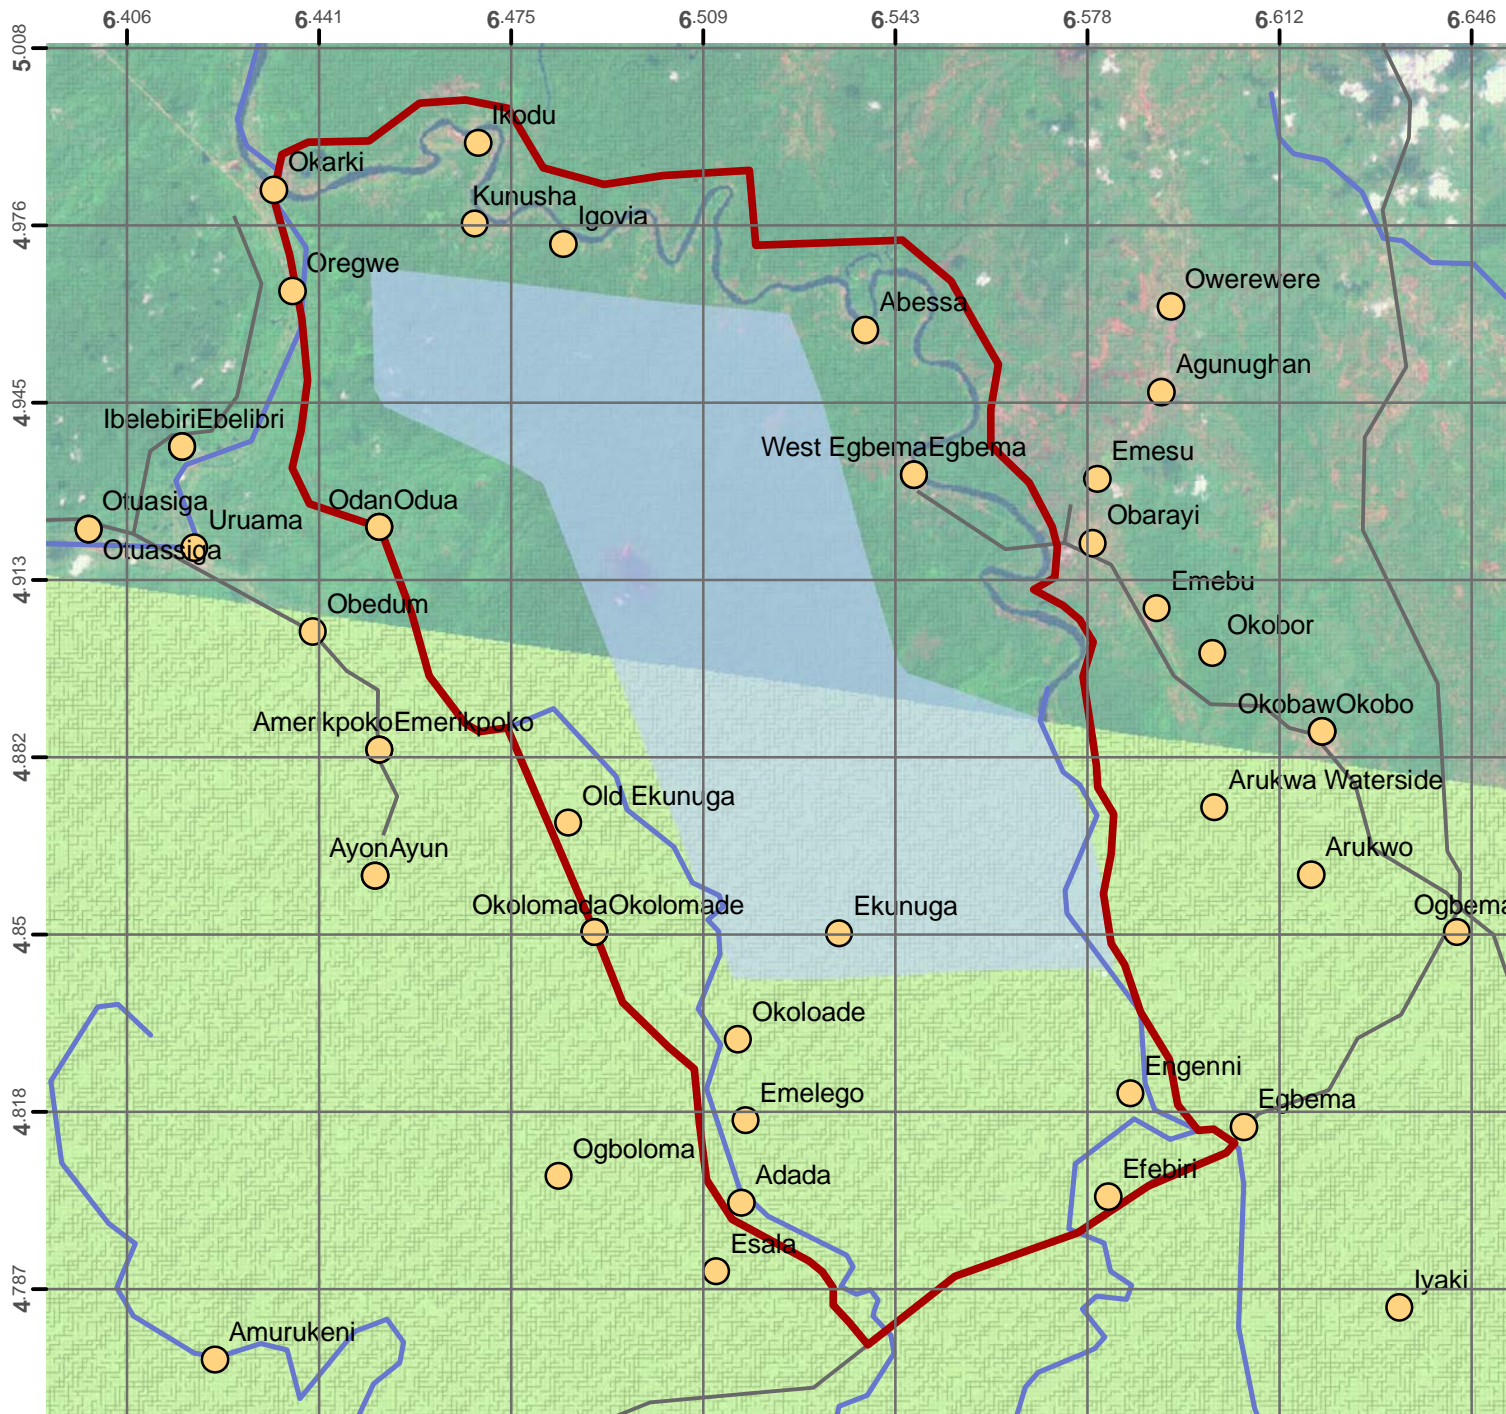 6.406 6.441 6.475 6.509 6.543 6.578 6.612 6.646
5.008
Ikodu
Okarki
Kunusha
Igovia
4.976
Oregwe
Owerewere
Abessa
Agunughan
4.945
IbelebiriEbelibri
West EgbemaEgbema
Emesu
Otuasiga
OdanOdua
Uruama
Obarayi
Otuassiga
4.913
Obedum
Emebu
Okobor
OkobawOkobo
AmerikpokoEmerikpoko
4.882
Old Ekunuga
Arukwa Waterside
AyonAyun
Arukwo
OkolomadaOkolomade
Ekunuga
Ogbema
4.85
Okoloade
Engenni
Emelego
Egbema
4.818
Ogboloma
Adada
Efebiri
Esala
4.787
Iyaki
Amurukeni